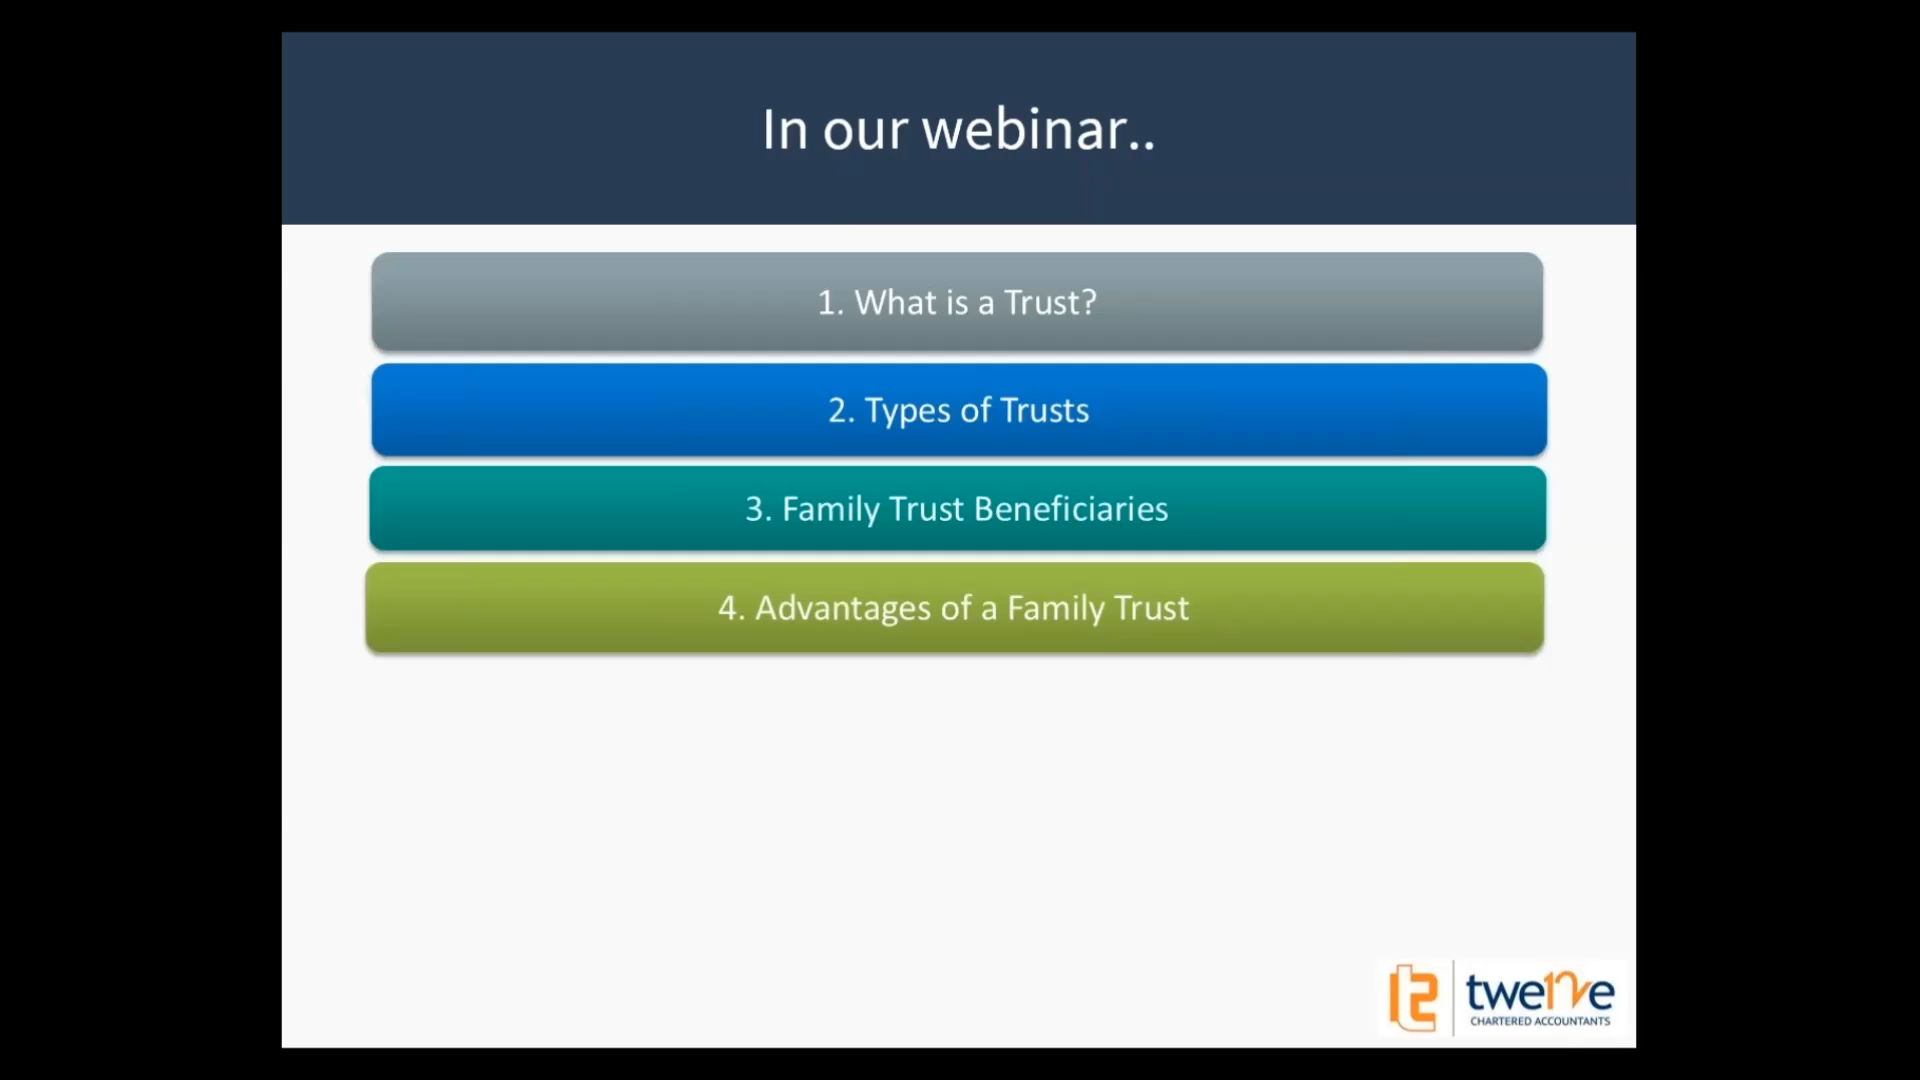 In our webinar..
1. What is a Trust?
2. Types of Trusts
3. Family Trust Beneficiaries
4. Advantages of a Family Trust
twe12ve
CHARTERED ACCOUNTANTS